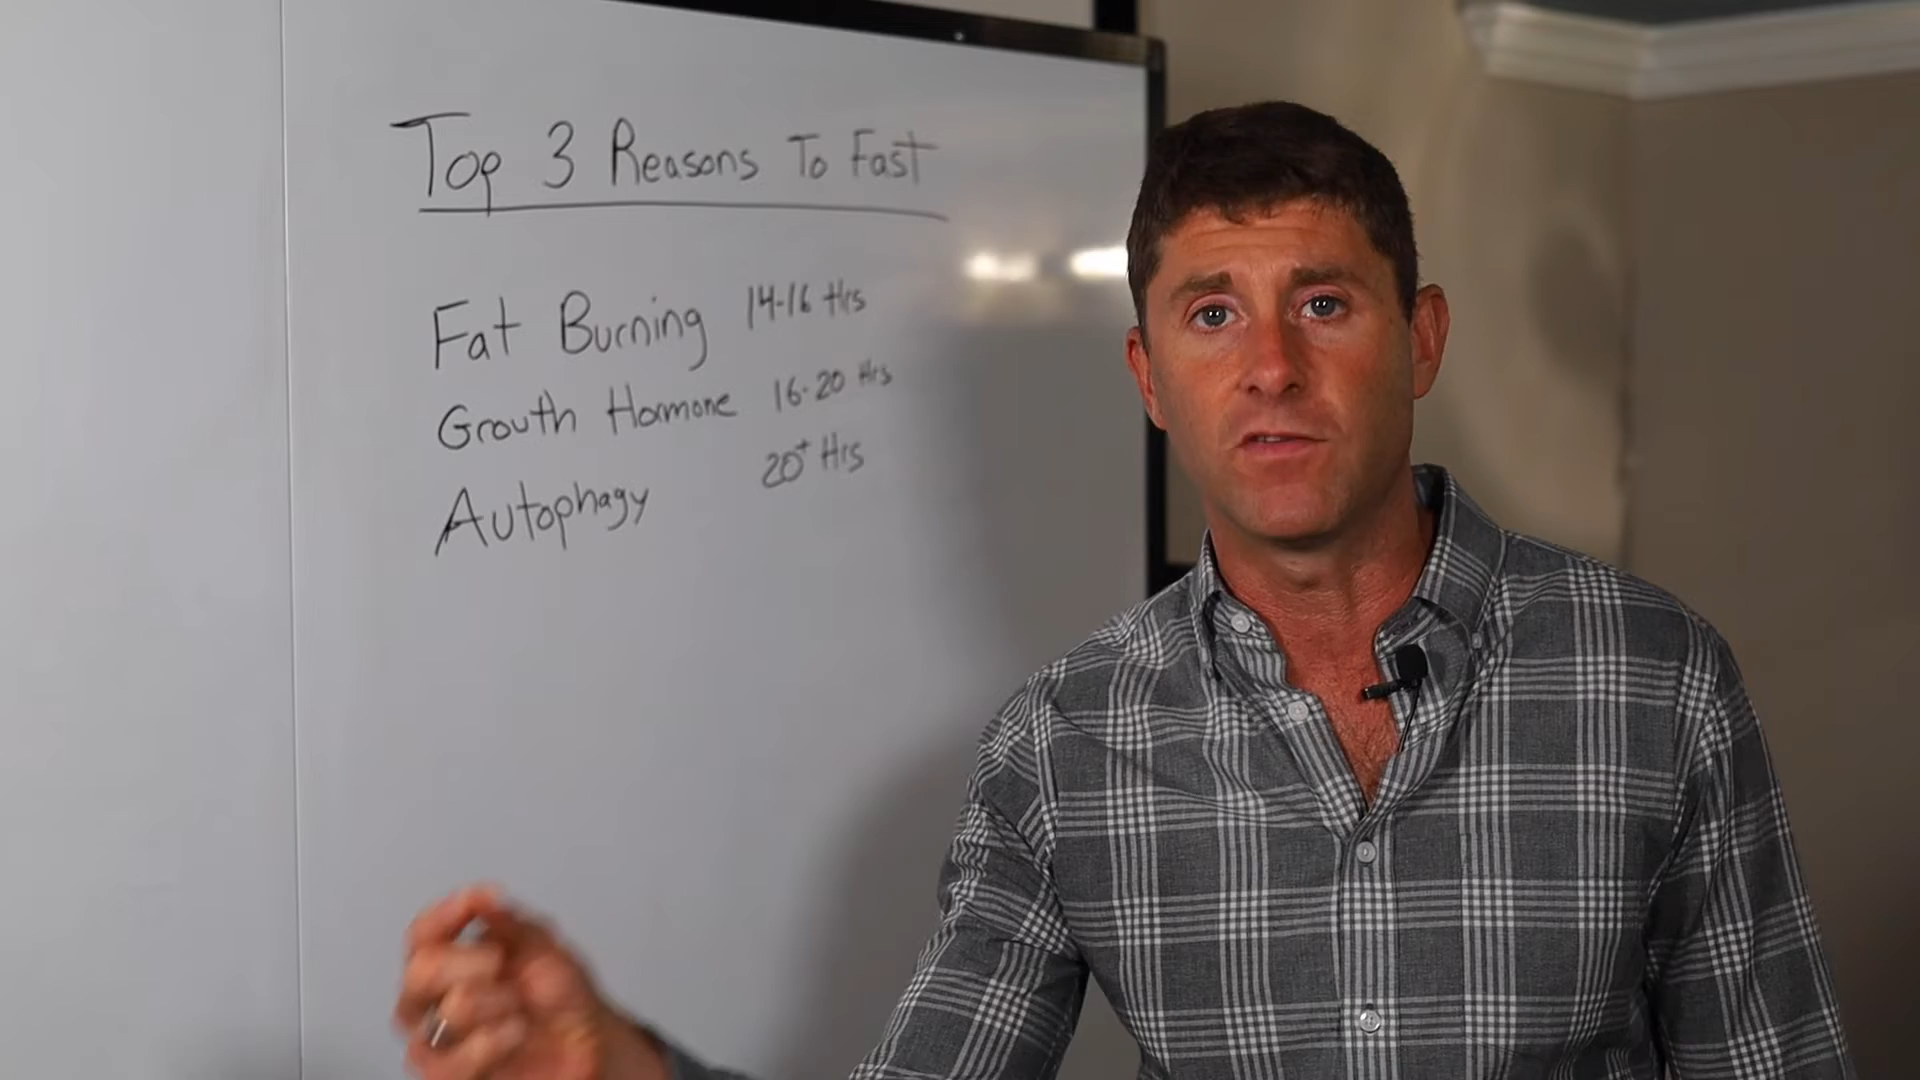 Top 3 Reasons To Fast
Fat Burning 14-16 Hrs
Growth Hormone 16-20 Hrs
Autophagy 20+ Hrs